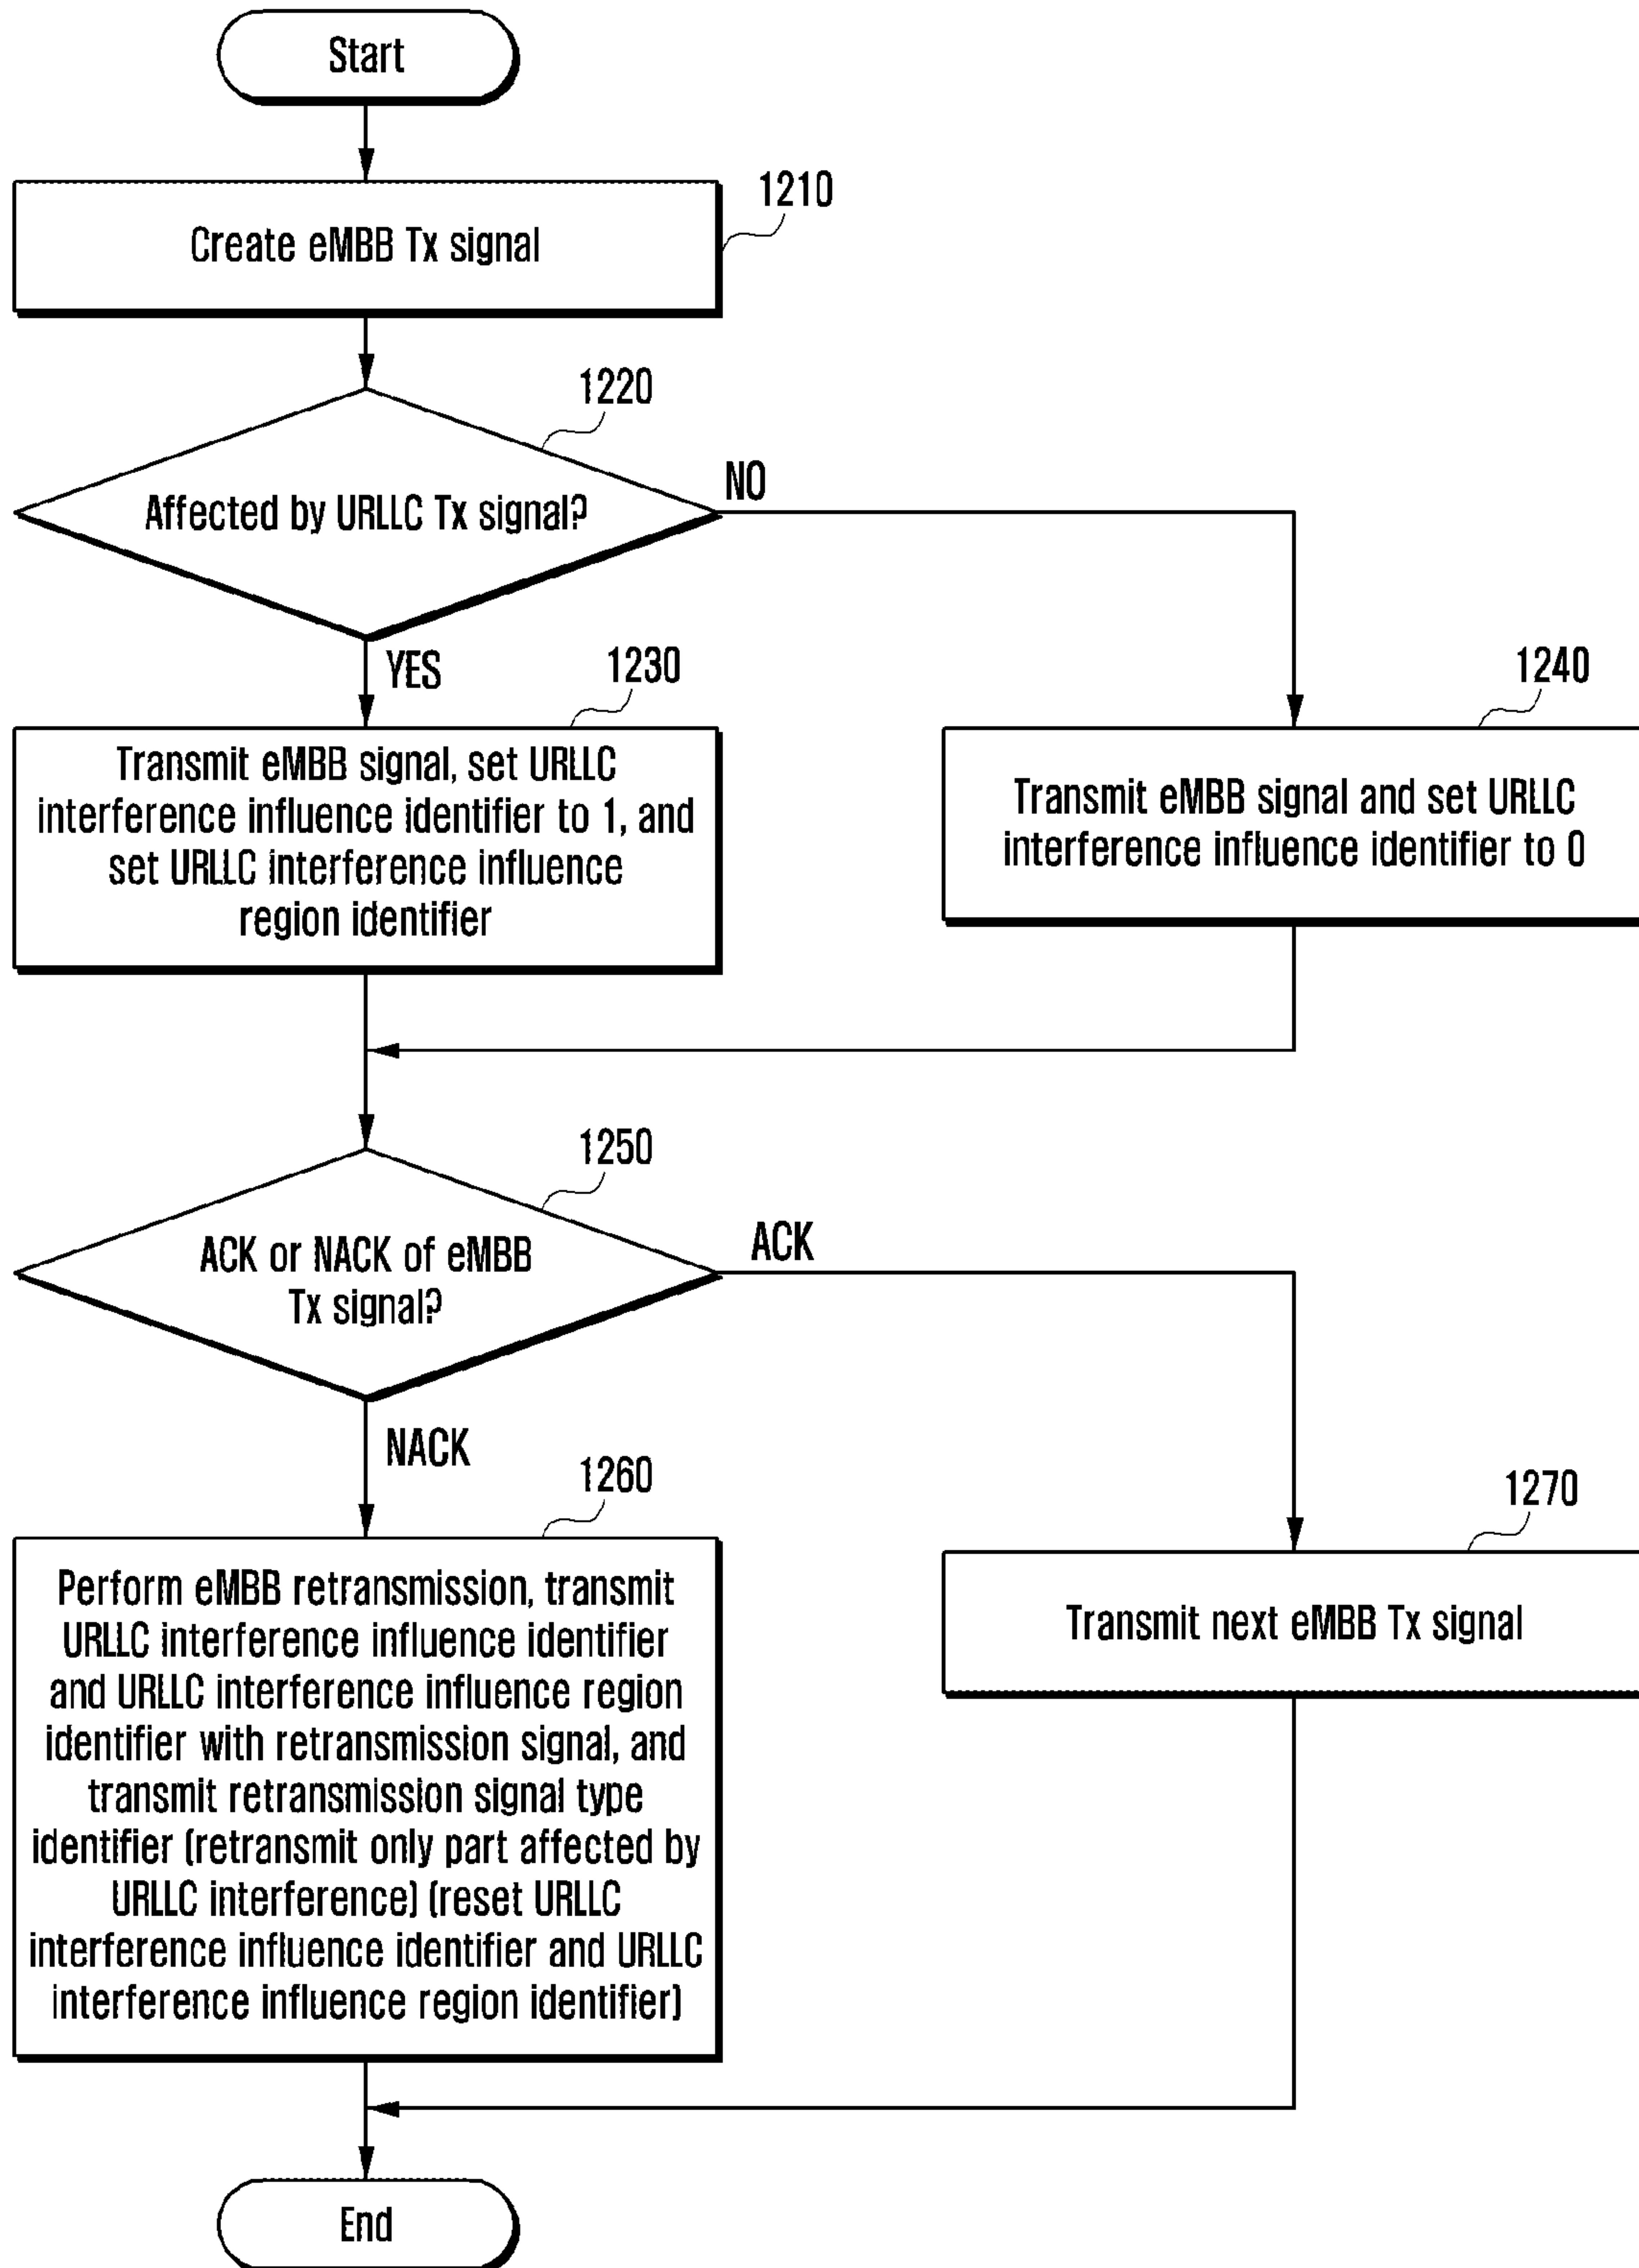 Start
1210
Create eMBB Tx signal
1220
Affected by URLLC Tx signal?
NO
YES
1230
Transmit eMBB signal, set URLLC
interference influence identifier to 1, and
set URLLC interference influence
region identifier
1240
Transmit eMBB signal and set URLLC
interference influence identifier to 0
1250
ACK or NACK of eMBB
Tx signal?
ACK
NACK
1260
Perform eMBB retransmission, transmit
URLLC interference influence identifier
and URLLC interference influence region
identifier with retransmission signal, and
transmit retransmission signal type
identifier (retransmit only part affected by
URLLC interference) (reset URLLC
interference influence identifier and URLLC
interference influence region identifier)
1270
Transmit next eMBB Tx signal
End